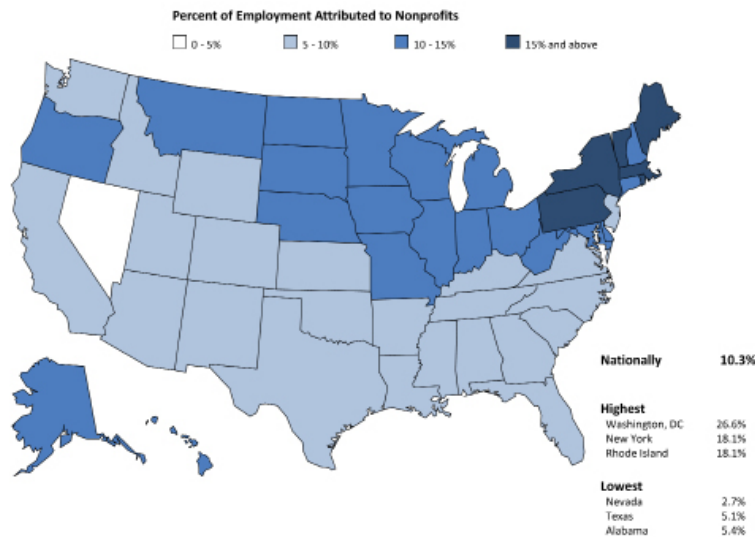 Percent of Employment Attributed to Nonprofits
0 - 5% 5 - 10% 10 - 15% 15% and above
Nationally 10.3%
Highest
Washington, DC 26.6%
New York 18.1%
Rhode Island 18.1%
Lowest
Nevada 2.7%
Texas 5.1%
Alabama 5.4%